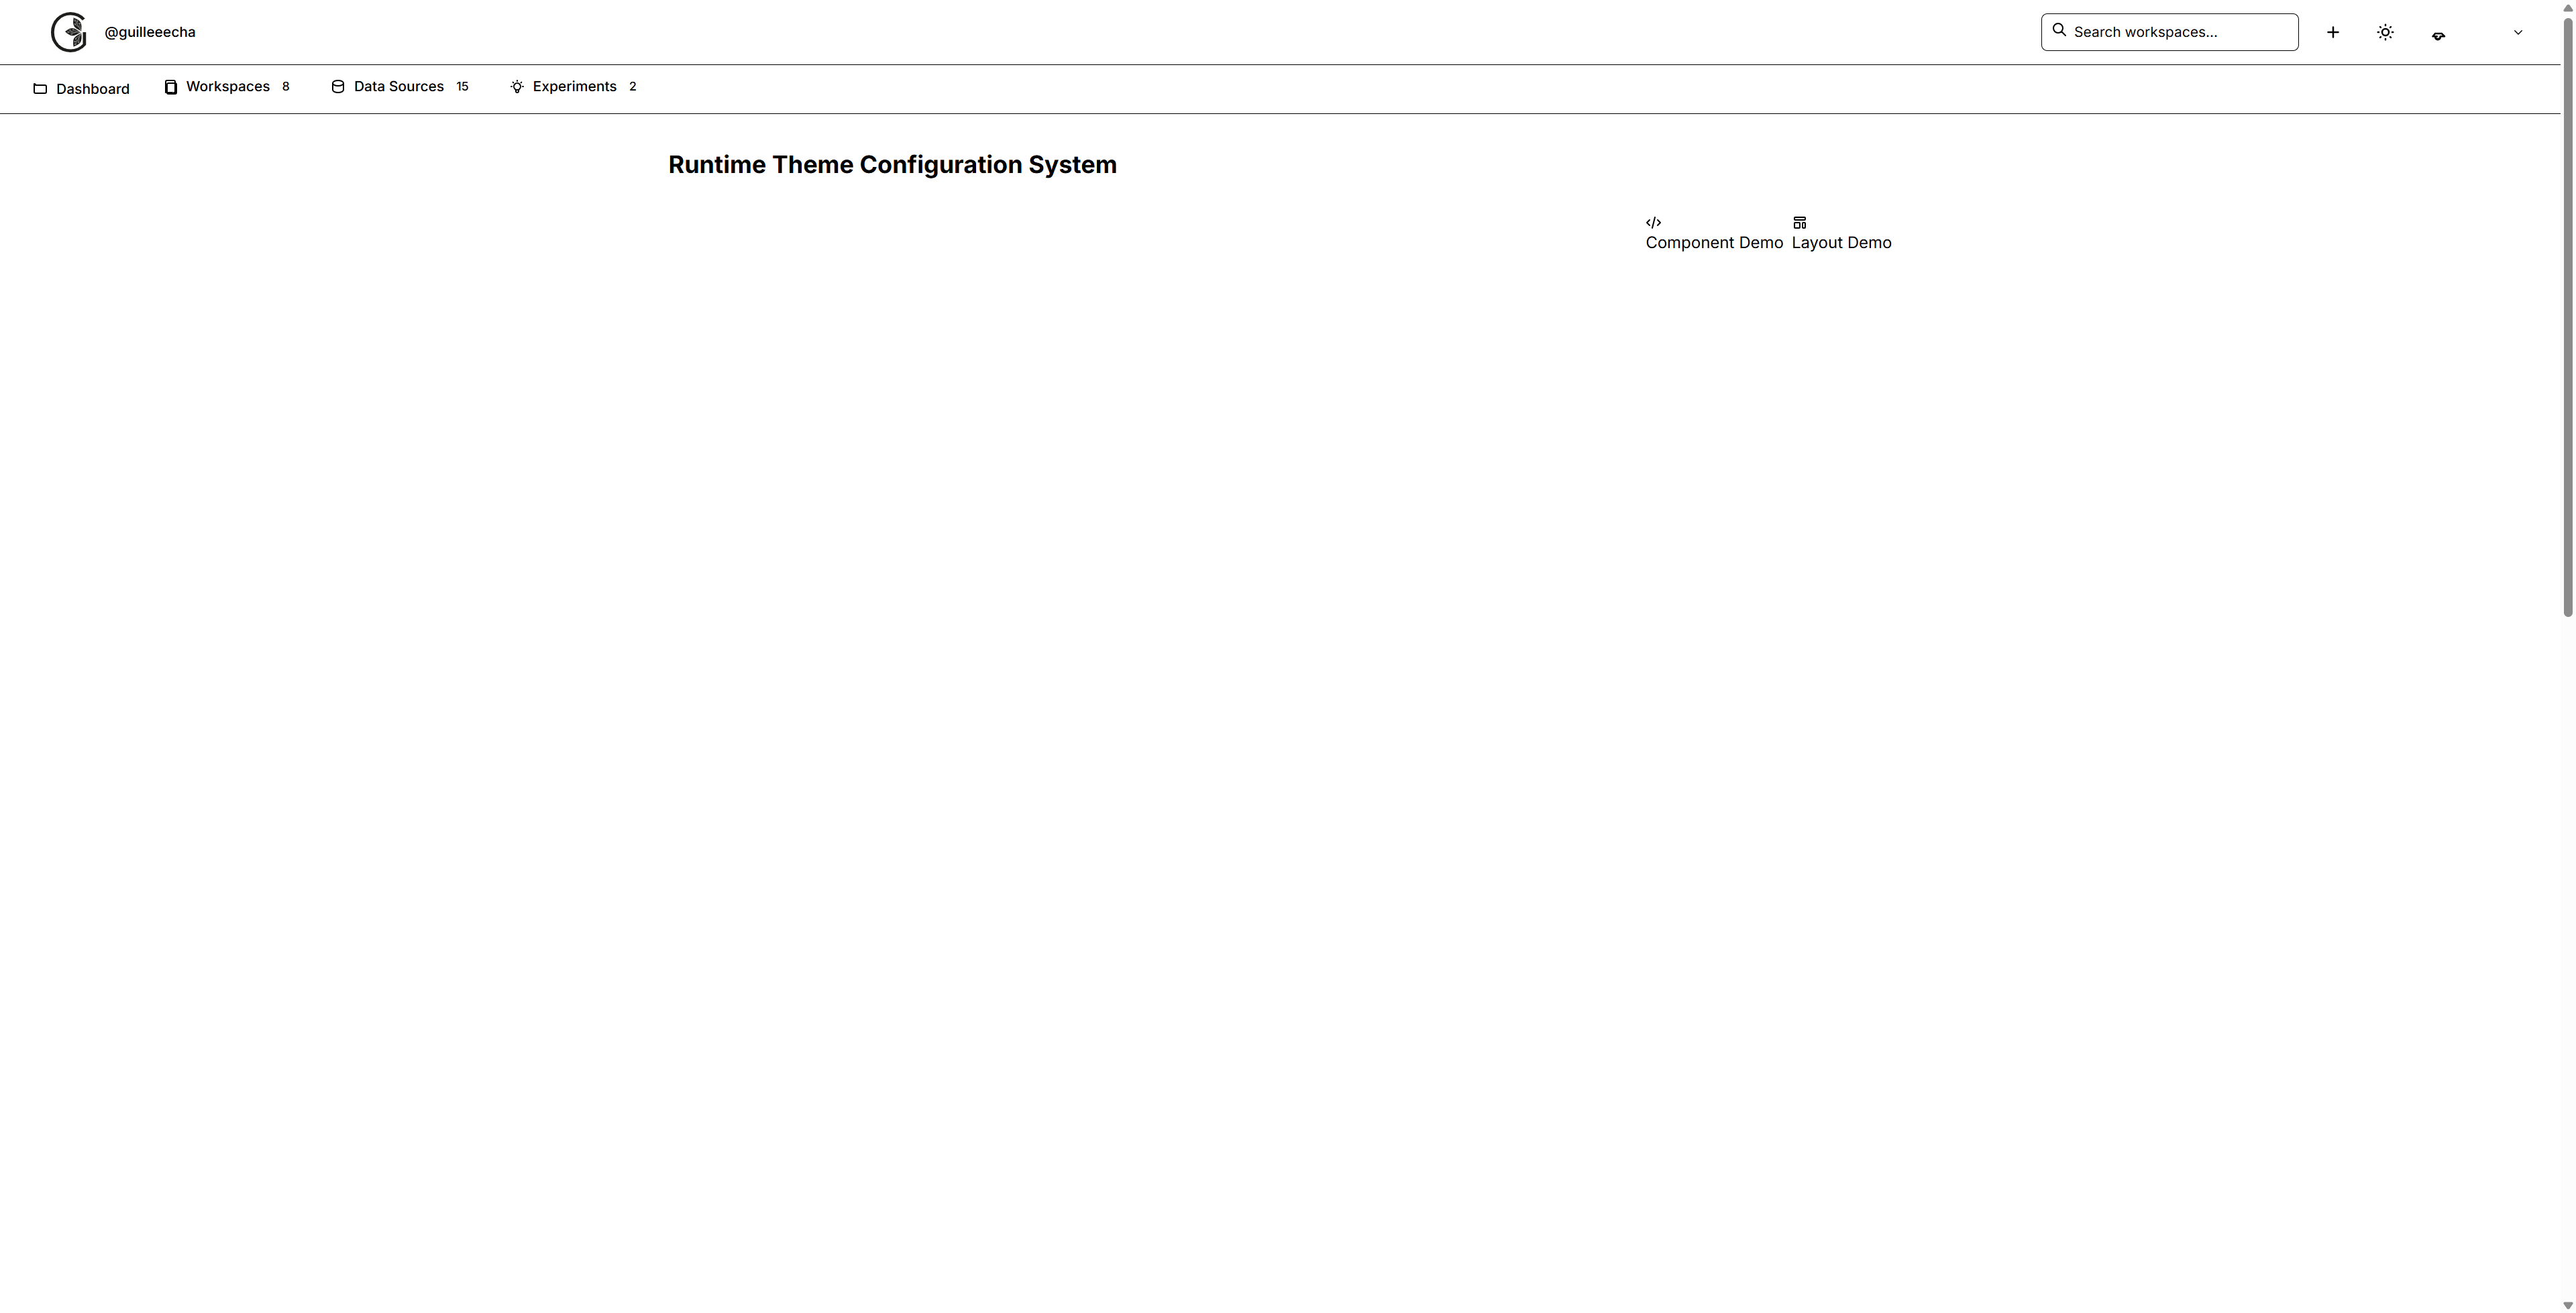 @guilleeecha
Search workspaces...
Dashboard
Workspaces 8
Data Sources 15
Experiments 2
Runtime Theme Configuration System
Component Demo
Layout Demo